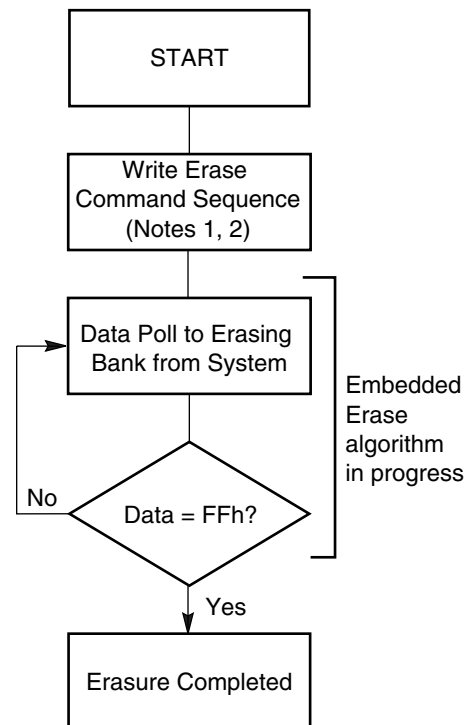 START
Write Erase
Command Sequence
(Notes 1, 2)
Data Poll to Erasing
Bank from System
Embedded
Erase
algorithm
in progress
No
Data = FFh?
Yes
Erasure Completed